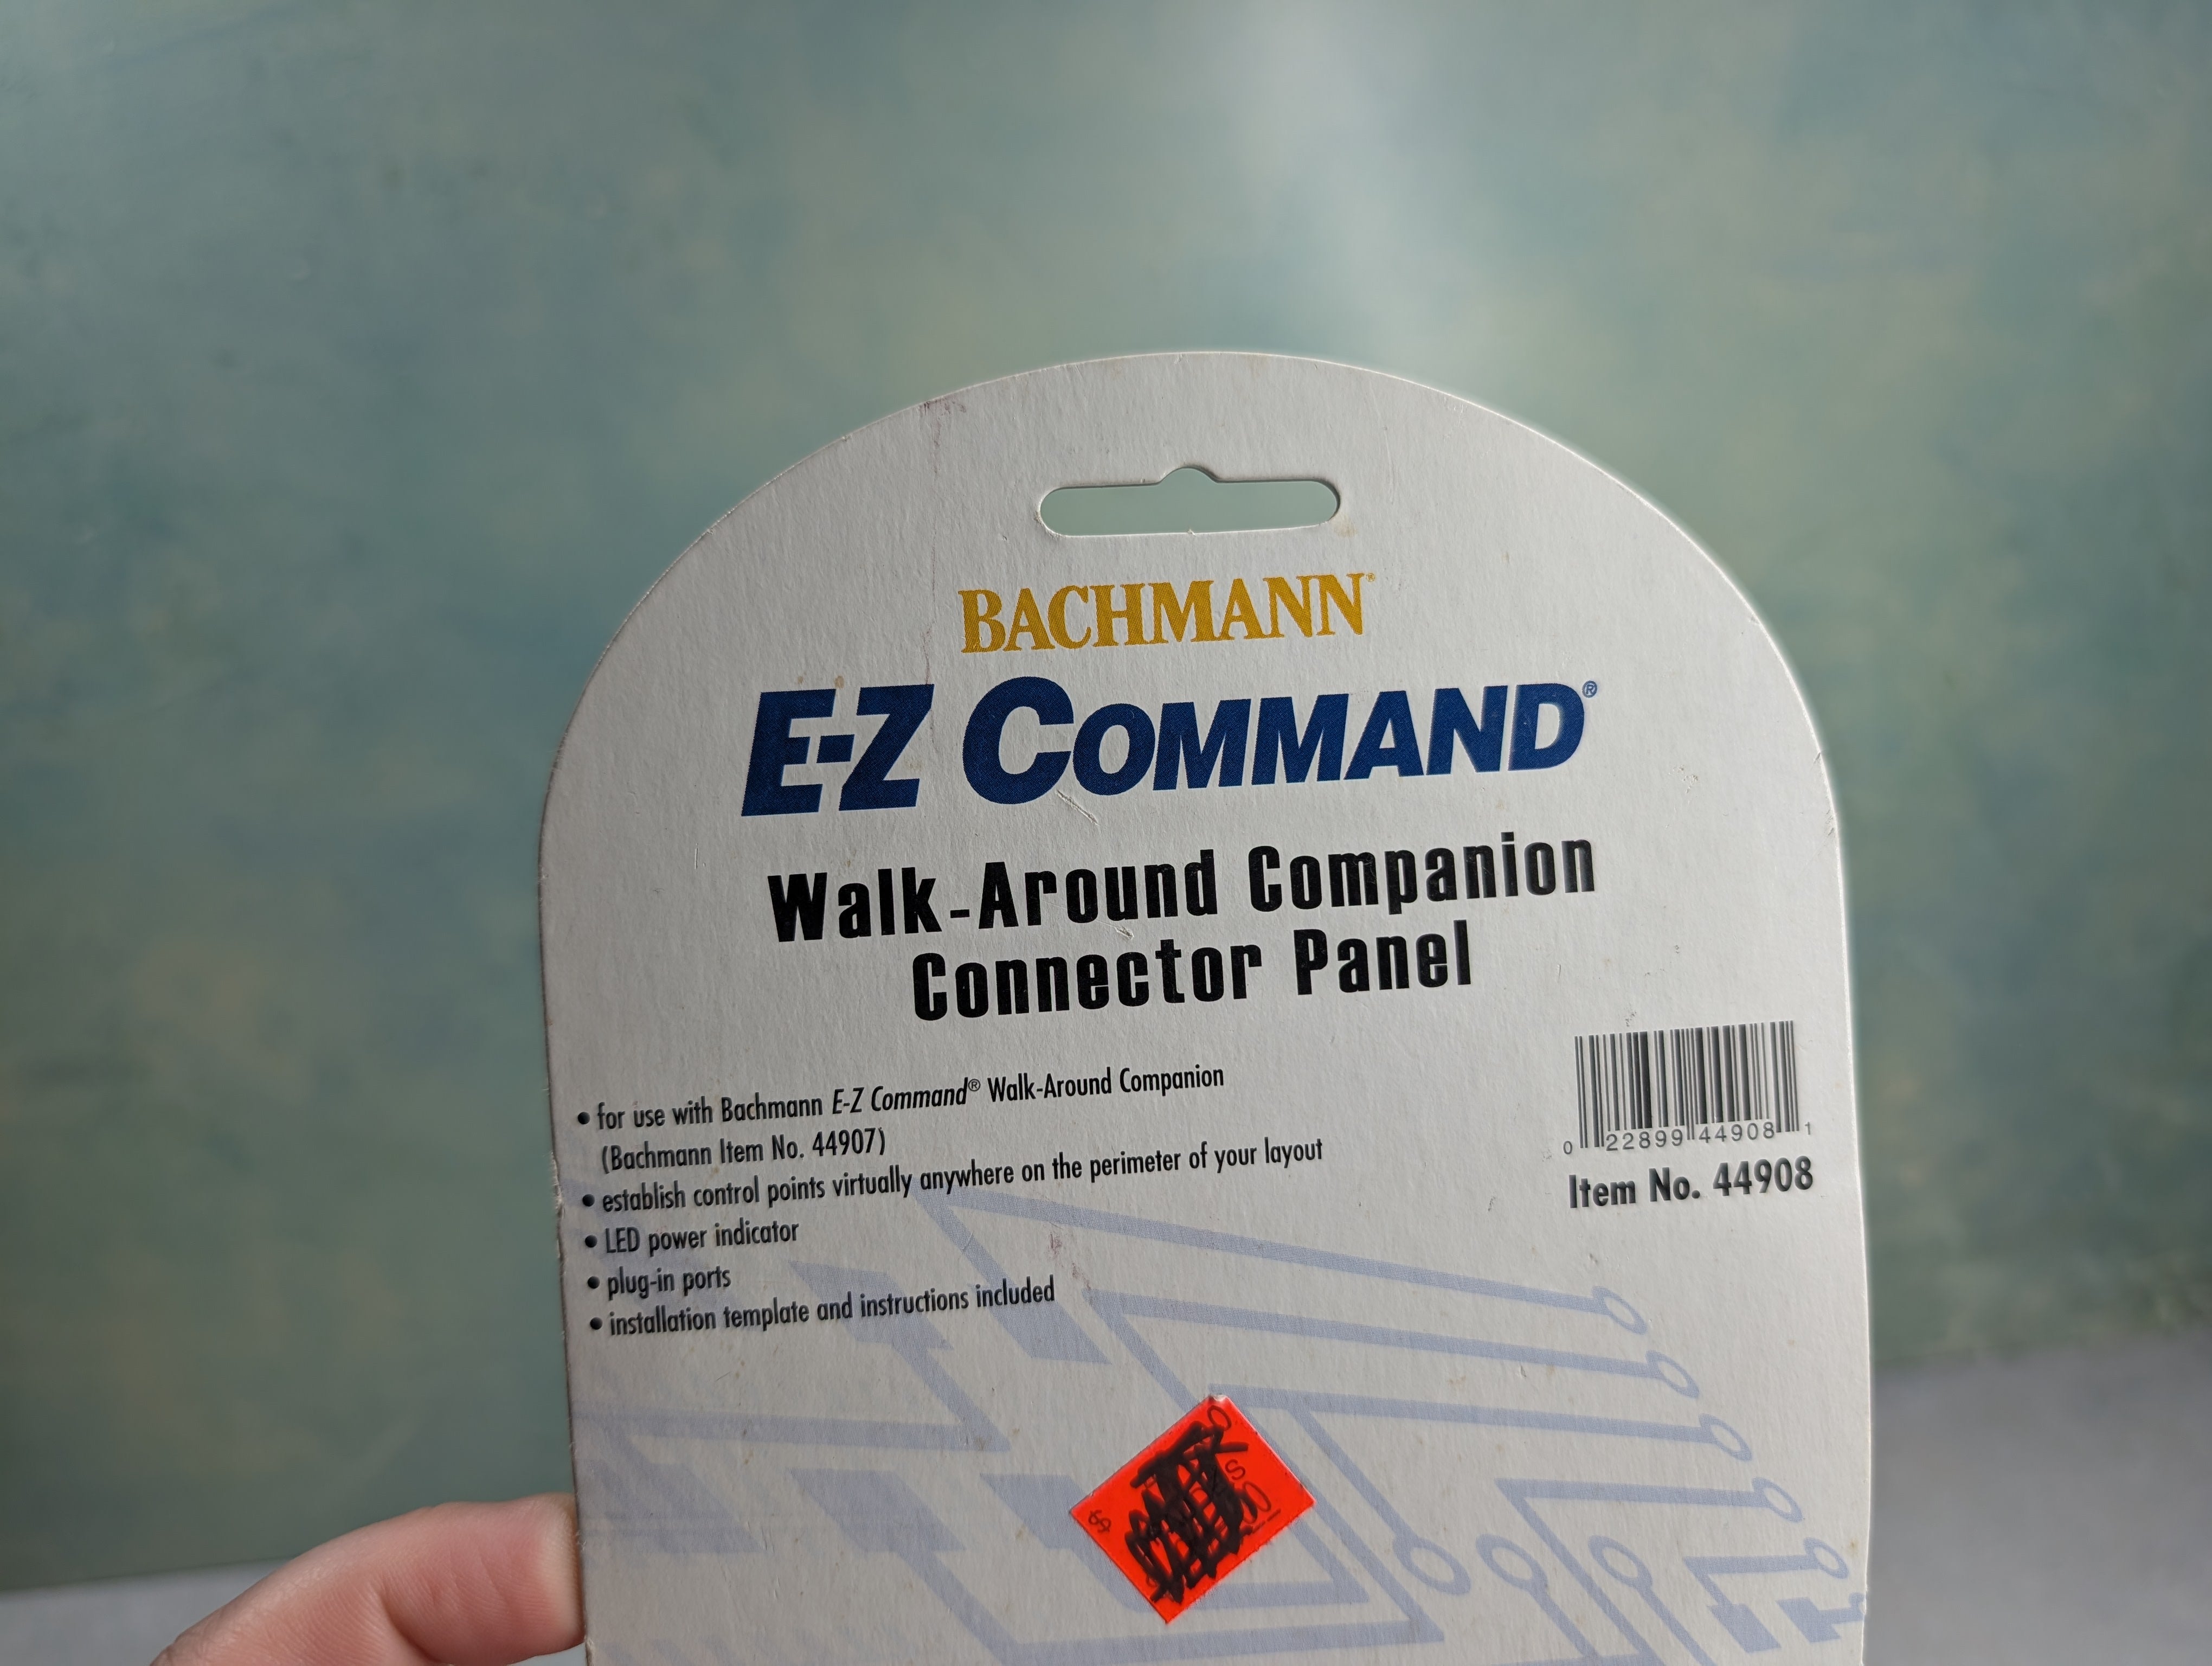 BACHMANN®
E-Z COMMAND®
Walk-Around Companion
Connector Panel
• for use with Bachmann E-Z Command® Walk-Around Companion
(Bachmann Item No. 44907)
• establish control points virtually anywhere on the perimeter of your layout
• LED power indicator
• plug-in ports
• installation template and instructions included
0 22899 44908 1
Item No. 44908
$